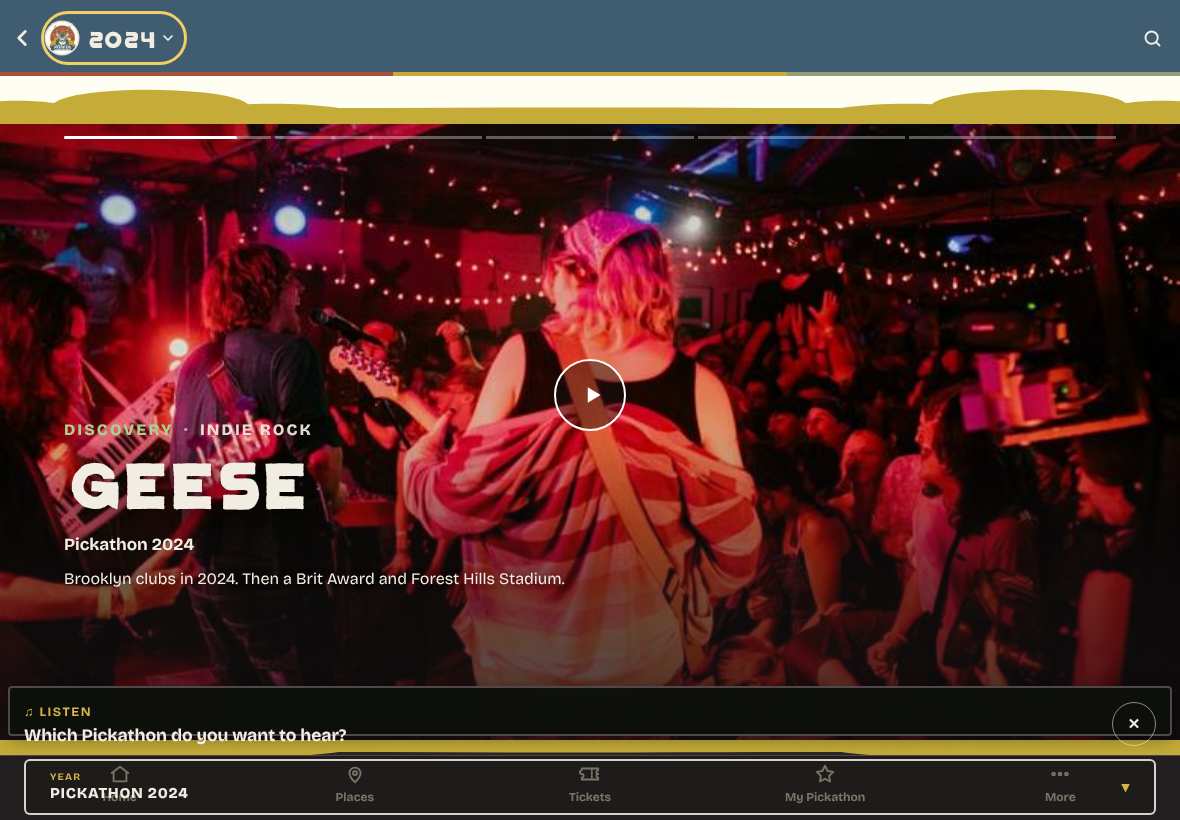 2024
DISCOVERY · INDIE ROCK
GEESE
Pickathon 2024
Brooklyn clubs in 2024. Then a Brit Award and Forest Hills Stadium.
♫ LISTEN
Which Pickathon do you want to hear?
YEAR
PICKATHON 2024
Home
Places
Tickets
My Pickathon
More